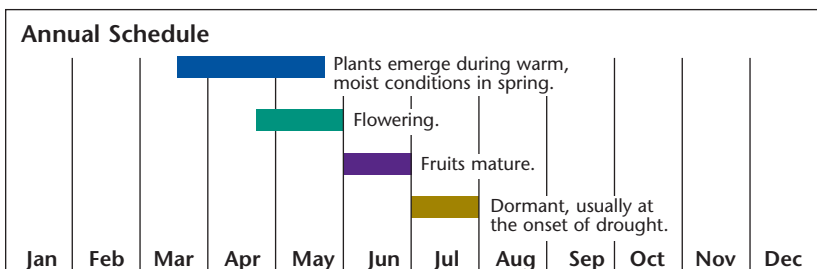 Annual Schedule
Plants emerge during warm,
moist conditions in spring.
Flowering.
Fruits mature.
Dormant, usually at
the onset of drought.
Jan Feb Mar Apr May Jun Jul Aug Sep Oct Nov Dec